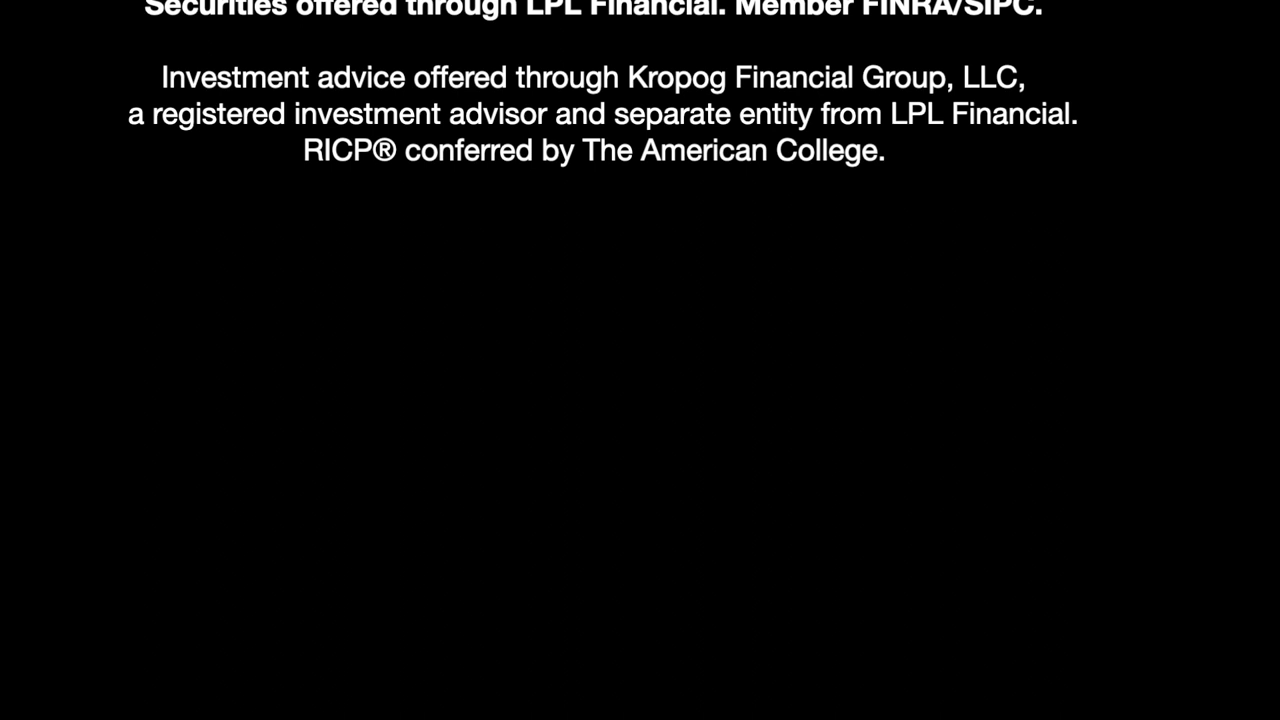 Securities offered through LPL Financial. Member FINRA/SIPC.
Investment advice offered through Kropog Financial Group, LLC,
a registered investment advisor and separate entity from LPL Financial.
RICP® conferred by The American College.